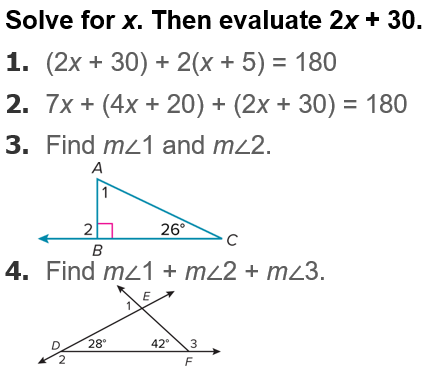 Solve for x. Then evaluate 2x + 30.
1. (2x + 30) + 2(x + 5) = 180
2. 7x + (4x + 20) + (2x + 30) = 180
3. Find m∠1 and m∠2.
A
1
2 26°
B C
4. Find m∠1 + m∠2 + m∠3.
1 E
D 28° 42° 3
2 F